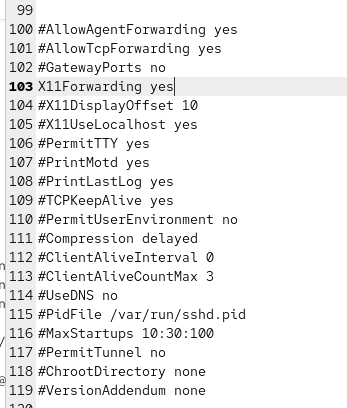 99
100 #AllowAgentForwarding yes
101 #AllowTcpForwarding yes
102 #GatewayPorts no
103 X11Forwarding yes
104 #X11DisplayOffset 10
105 #X11UseLocalhost yes
106 #PermitTTY yes
107 #PrintMotd yes
108 #PrintLastLog yes
109 #TCPKeepAlive yes
110 #PermitUserEnvironment no
111 #Compression delayed
112 #ClientAliveInterval 0
113 #ClientAliveCountMax 3
114 #UseDNS no
115 #PidFile /var/run/sshd.pid
116 #MaxStartups 10:30:100
117 #PermitTunnel no
118 #ChrootDirectory none
119 #VersionAddendum none